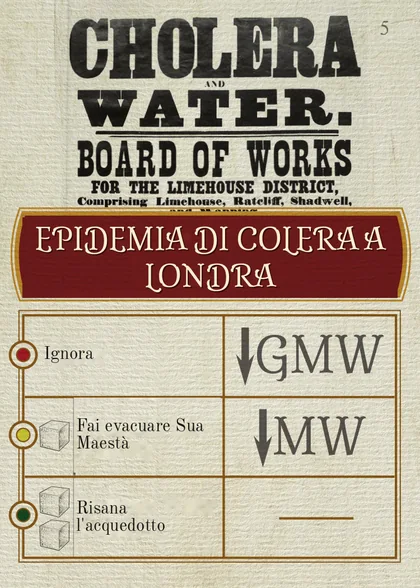 5
CHOLERA
AND
WATER.
BOARD OF WORKS
FOR THE LIMEHOUSE DISTRICT,
Comprising Limehouse, Ratcliff, Shadwell,
EPIDEMIA DI COLERA A
LONDRA
Ignora
GMW
Fai evacuare Sua
Maestà
MW
Risana
l'acquedotto